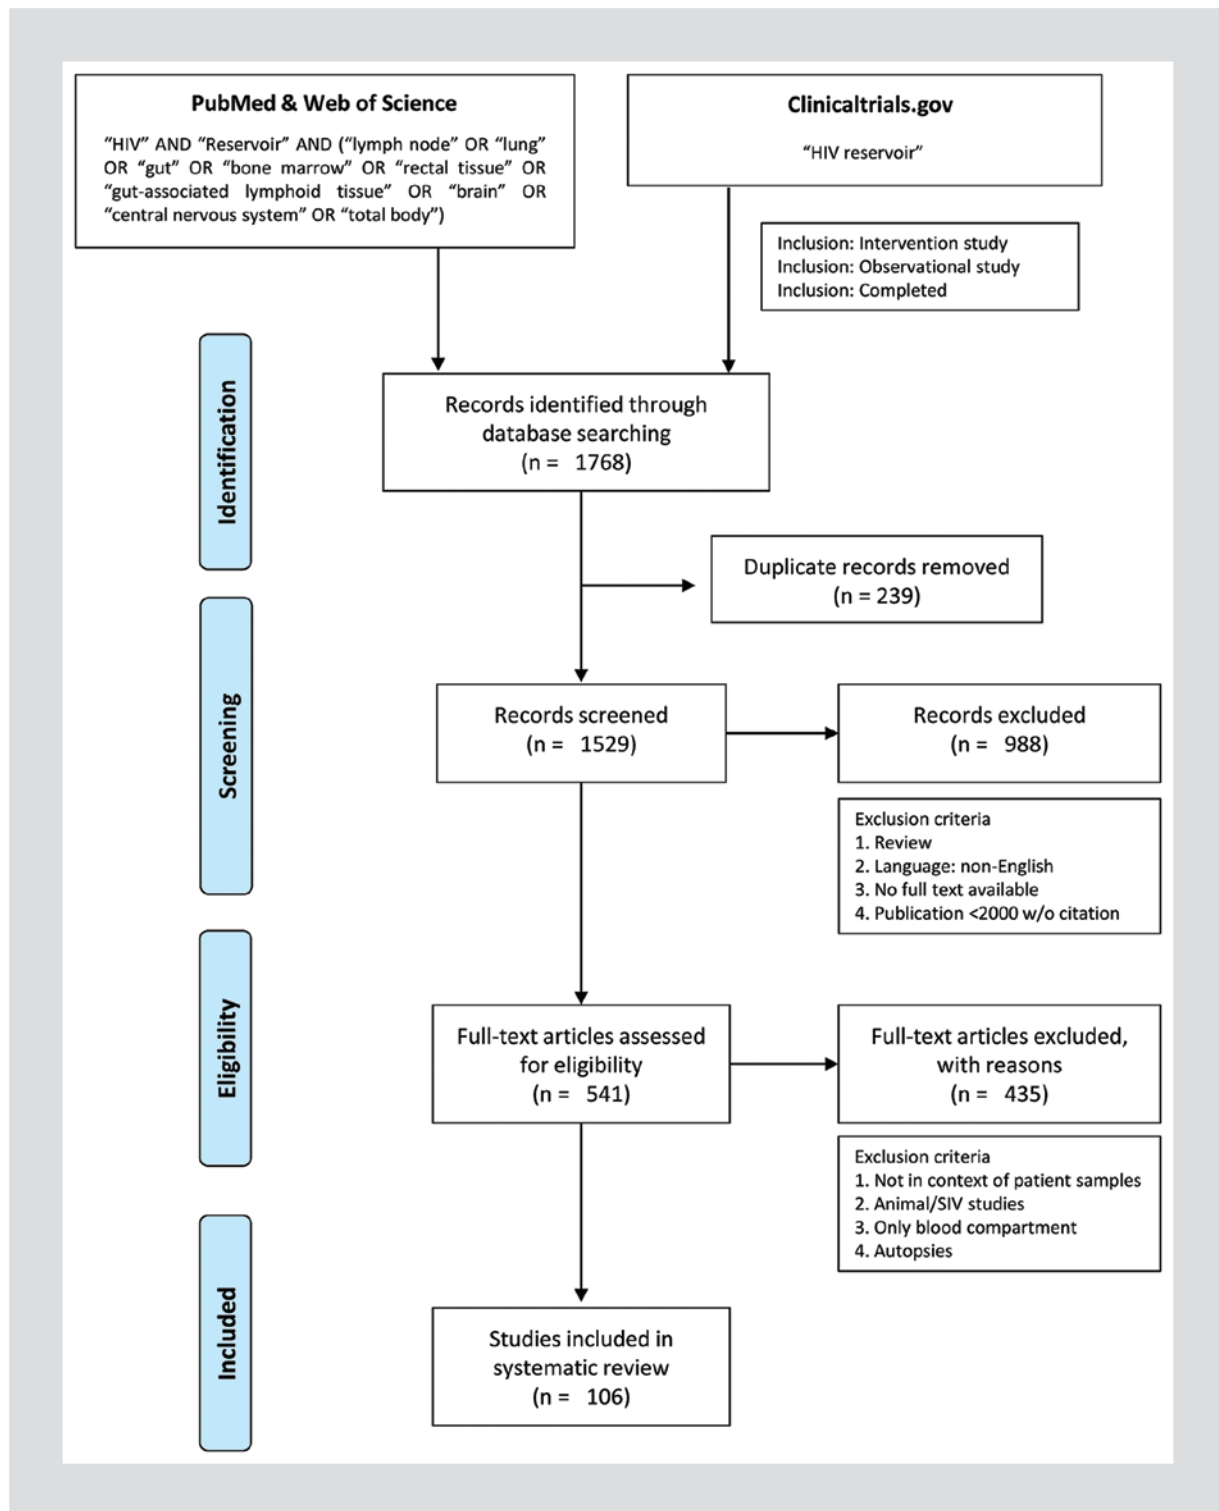 PubMed & Web of Science
“HIV” AND “Reservoir” AND (“lymph node” OR “lung”
OR “gut” OR “bone marrow” OR “rectal tissue” OR
“gut-associated lymphoid tissue” OR “brain” OR
“central nervous system” OR “total body”)
Clinicaltrials.gov
“HIV reservoir”
Inclusion: Intervention study
Inclusion: Observational study
Inclusion: Completed
Identification
Records identified through
database searching
(n = 1768)
Duplicate records removed
(n = 239)
Screening
Records screened
(n = 1529)
Records excluded
(n = 988)
Exclusion criteria
1. Review
2. Language: non-English
3. No full text available
4. Publication <2000 w/o citation
Eligibility
Full-text articles assessed
for eligibility
(n = 541)
Full-text articles excluded,
with reasons
(n = 435)
Exclusion criteria
1. Not in context of patient samples
2. Animal/SIV studies
3. Only blood compartment
4. Autopsies
Included
Studies included in
systematic review
(n = 106)